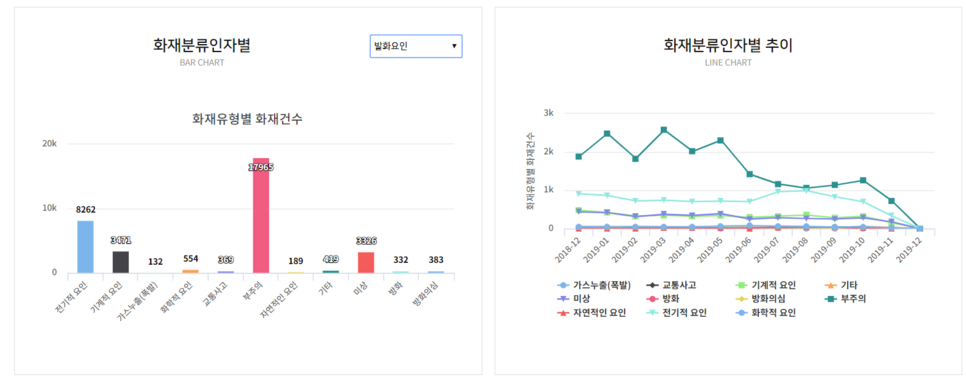 화재분류인자별
BAR CHART
발화요인
화재유형별 화재건수
20k
10k
0
8262
3471
132
554
369
17965
189
419
3326
332
383
전기적 요인
기계적 요인
가스누출(폭발)
화학적 요인
교통사고
부주의
자연적인 요인
기타
미상
방화
방화의심
화재분류인자별 추이
LINE CHART
화재유형별 화재건수
3k
2k
1k
0
2018-12
2019-01
2019-02
2019-03
2019-04
2019-05
2019-06
2019-07
2019-08
2019-09
2019-10
2019-12
2019-12
가스누출(폭발) 교통사고 기계적 요인 기타
미상 방화 방화의심 부주의
자연적인 요인 전기적 요인 화학적 요인